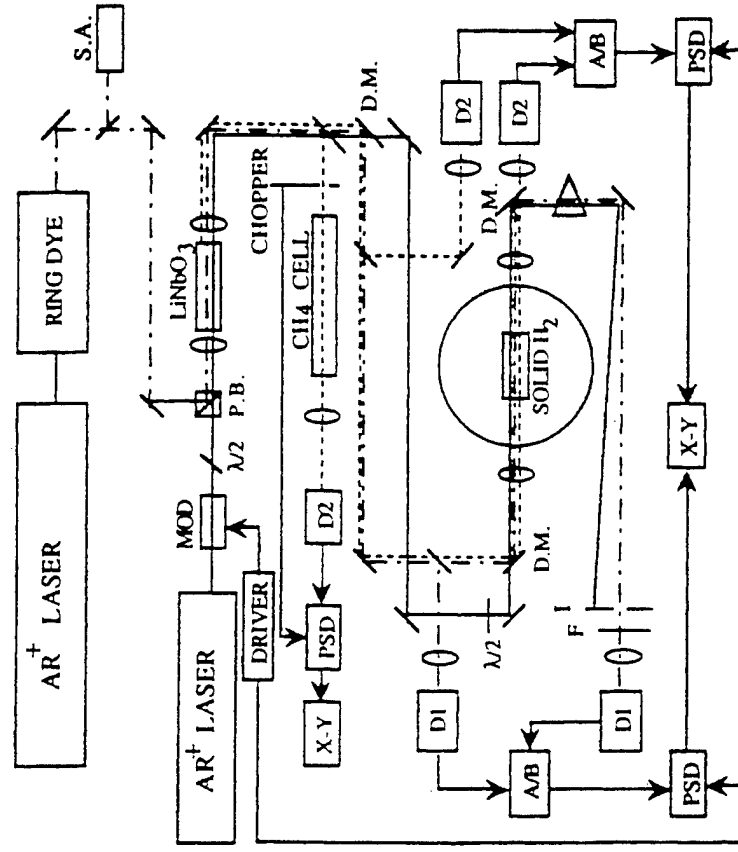 AR+ LASER
RING DYE
S.A.
AR+ LASER
MOD
λ/2
P.B.
LiNbO3
DRIVER
CHOPPER
CH4 CELL
D2
PSD
X-Y
D.M.
D.M.
D.M.
SOLID H2
λ/2
D2
D2
A/B
PSD
X-Y
F
D1
D1
A/B
PSD